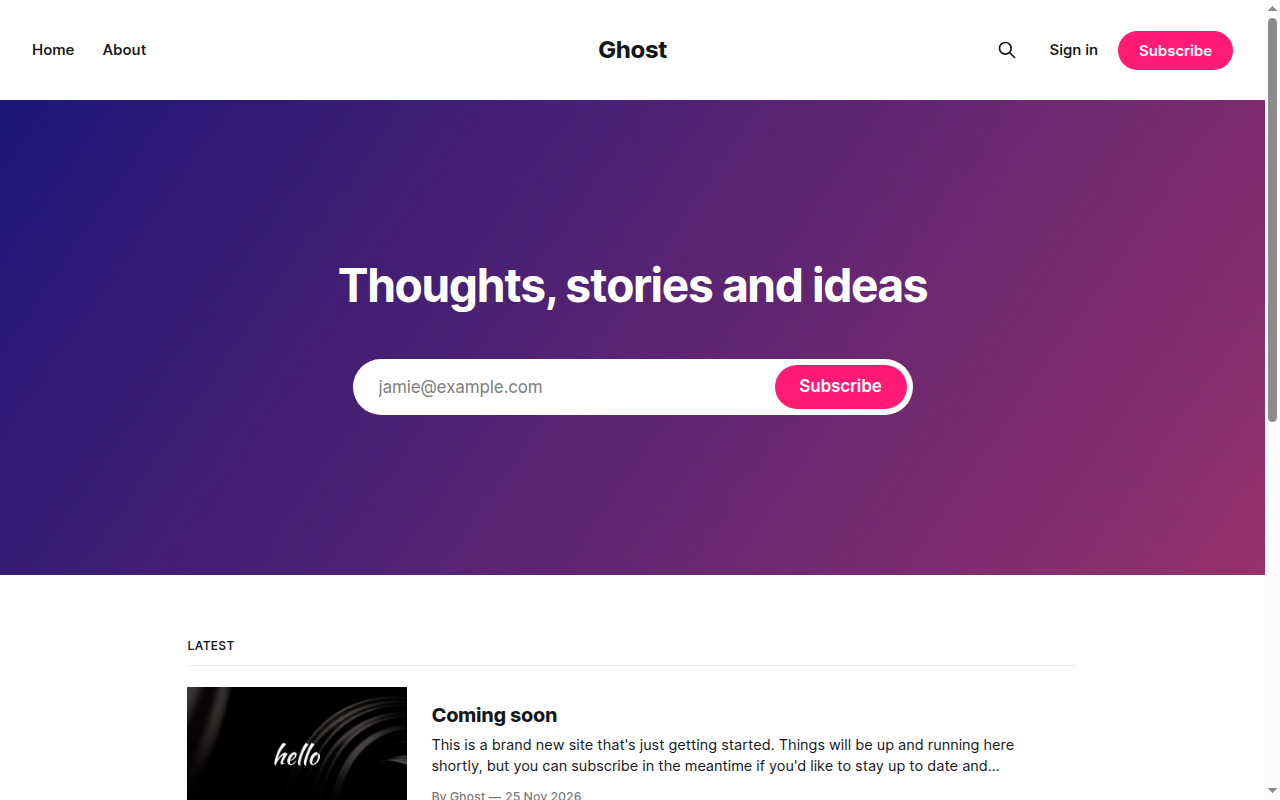 Home About Ghost Sign in Subscribe
Thoughts, stories and ideas
jamie@example.com Subscribe
LATEST
hello
Coming soon
This is a brand new site that's just getting started. Things will be up and running here
shortly, but you can subscribe in the meantime if you'd like to stay up to date and...
By Ghost — 25 Nov 2026